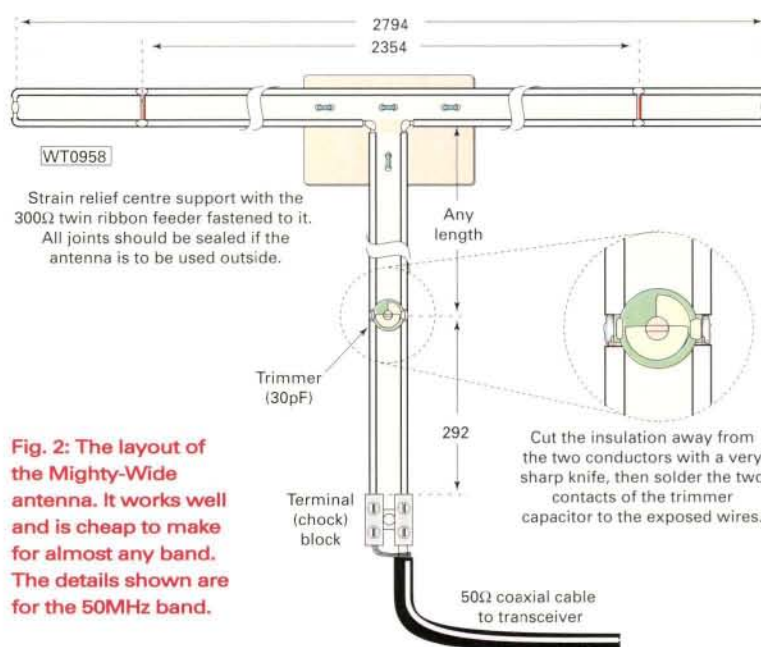 2794
2354
WT0958
Strain relief centre support with the
300Ω twin ribbon feeder fastened to it.
All joints should be sealed if the
antenna is to be used outside.
Any
length
Trimmer
(30pF)
292
Cut the insulation away from
the two conductors with a very
sharp knife, then solder the two
contacts of the trimmer
capacitor to the exposed wires.
Fig. 2: The layout of
the Mighty-Wide
antenna. It works well
and is cheap to make
for almost any band.
The details shown are
for the 50MHz band.
Terminal
(chock)
block
50Ω coaxial cable
to transceiver